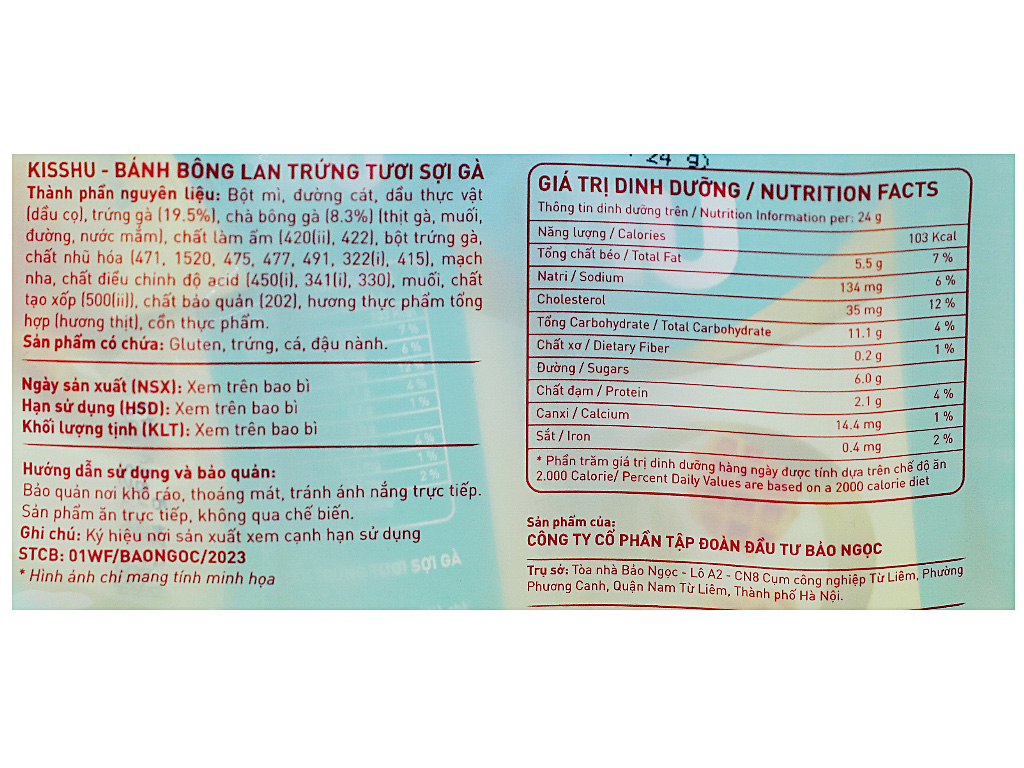 KISSHU - BÁNH BÔNG LAN TRỨNG TƯƠI SỢI GÀ
Thành phần nguyên liệu: Bột mì, đường cát, dầu thực vật
(dầu cọ), trứng gà (19.5%), chà bông gà (8.3%) (thịt gà, muối,
đường, nước mắm), chất làm ẩm (420(ii), 422), bột trứng gà,
chất nhũ hóa (471, 1520, 475, 477, 491, 322(i), 415), mạch
nha, chất điều chỉnh độ acid (450(i), 341(i), 330), muối, chất
tạo xốp (500(ii)), chất bảo quản (202), hương thực phẩm tổng
hợp (hương thịt), cồn thực phẩm.
Sản phẩm có chứa: Gluten, trứng, cá, đậu nành.
Ngày sản xuất (NSX): Xem trên bao bì
Hạn sử dụng (HSD): Xem trên bao bì
Khối lượng tịnh (KLT): Xem trên bao bì
Hướng dẫn sử dụng và bảo quản:
Bảo quản nơi khô ráo, thoáng mát, tránh ánh nắng trực tiếp.
Sản phẩm ăn trực tiếp, không qua chế biến.
Ghi chú: Ký hiệu nơi sản xuất xem cạnh hạn sử dụng
STCB: 01WF/BAONGOC/2023
* Hình ảnh chỉ mang tính minh họa
24 g)
GIÁ TRỊ DINH DƯỠNG / NUTRITION FACTS
Thông tin dinh dưỡng trên / Nutrition Information per: 24 g
Năng lượng / Calories 103 Kcal
Tổng chất béo / Total Fat 5.5 g 7 %
Natri / Sodium 134 mg 6 %
Cholesterol 35 mg 12 %
Tổng Carbohydrate / Total Carbohydrate 11.1 g 4 %
Chất xơ / Dietary Fiber 0.2 g 1 %
Đường / Sugars 6.0 g
Chất đạm / Protein 2.1 g 4 %
Canxi / Calcium 14.4 mg 1 %
Sắt / Iron 0.4 mg 2 %
* Phần trăm giá trị dinh dưỡng hàng ngày được tính dựa trên chế độ ăn
2.000 Calorie/ Percent Daily Values are based on a 2000 calorie diet
Sản phẩm của:
CÔNG TY CỔ PHẦN TẬP ĐOÀN ĐẦU TƯ BẢO NGỌC
Trụ sở: Tòa nhà Bảo Ngọc - Lô A2 - CN8 Cụm công nghiệp Từ Liêm, Phường
Phương Canh, Quận Nam Từ Liêm, Thành phố Hà Nội.